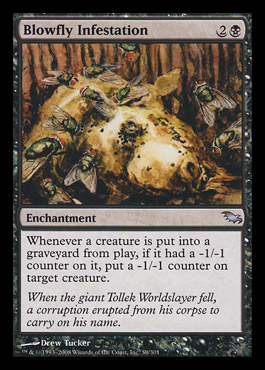 Blowfly Infestation 2
Enchantment
Whenever a creature is put into a
graveyard from play, if it had a -1/-1
counter on it, put a -1/-1 counter on
target creature.
When the giant Tollek Worldslayer fell,
a corruption erupted from his corpse to
carry on his name.
Drew Tucker
™ & © 1993–2008 Wizards of the Coast, Inc. 58/301